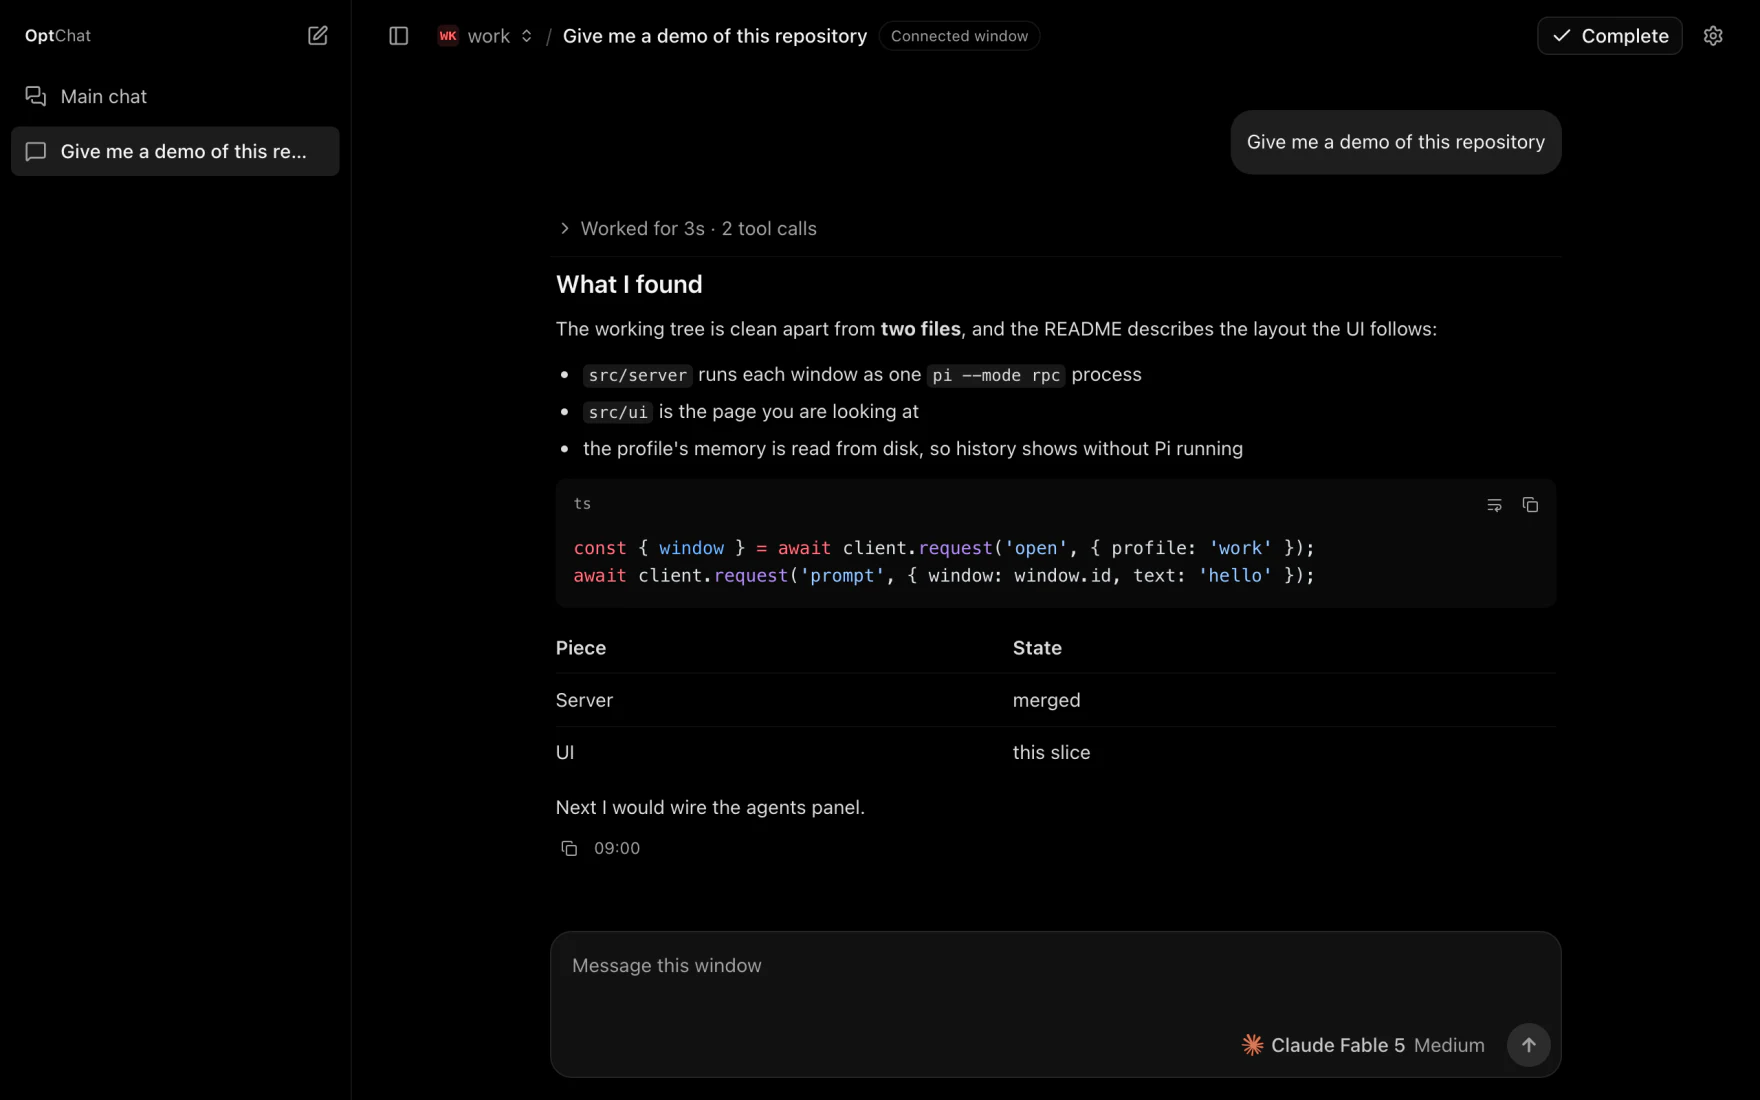 OptChat
Main chat
Give me a demo of this re...
WK work / Give me a demo of this repository Connected window
Complete
Give me a demo of this repository
Worked for 3s · 2 tool calls
What I found
The working tree is clean apart from two files, and the README describes the layout the UI follows:
• src/server runs each window as one pi --mode rpc process
• src/ui is the page you are looking at
• the profile's memory is read from disk, so history shows without Pi running
ts
const { window } = await client.request('open', { profile: 'work' });
await client.request('prompt', { window: window.id, text: 'hello' });
Piece State
Server merged
UI this slice
Next I would wire the agents panel.
09:00
Message this window
Claude Fable 5 Medium